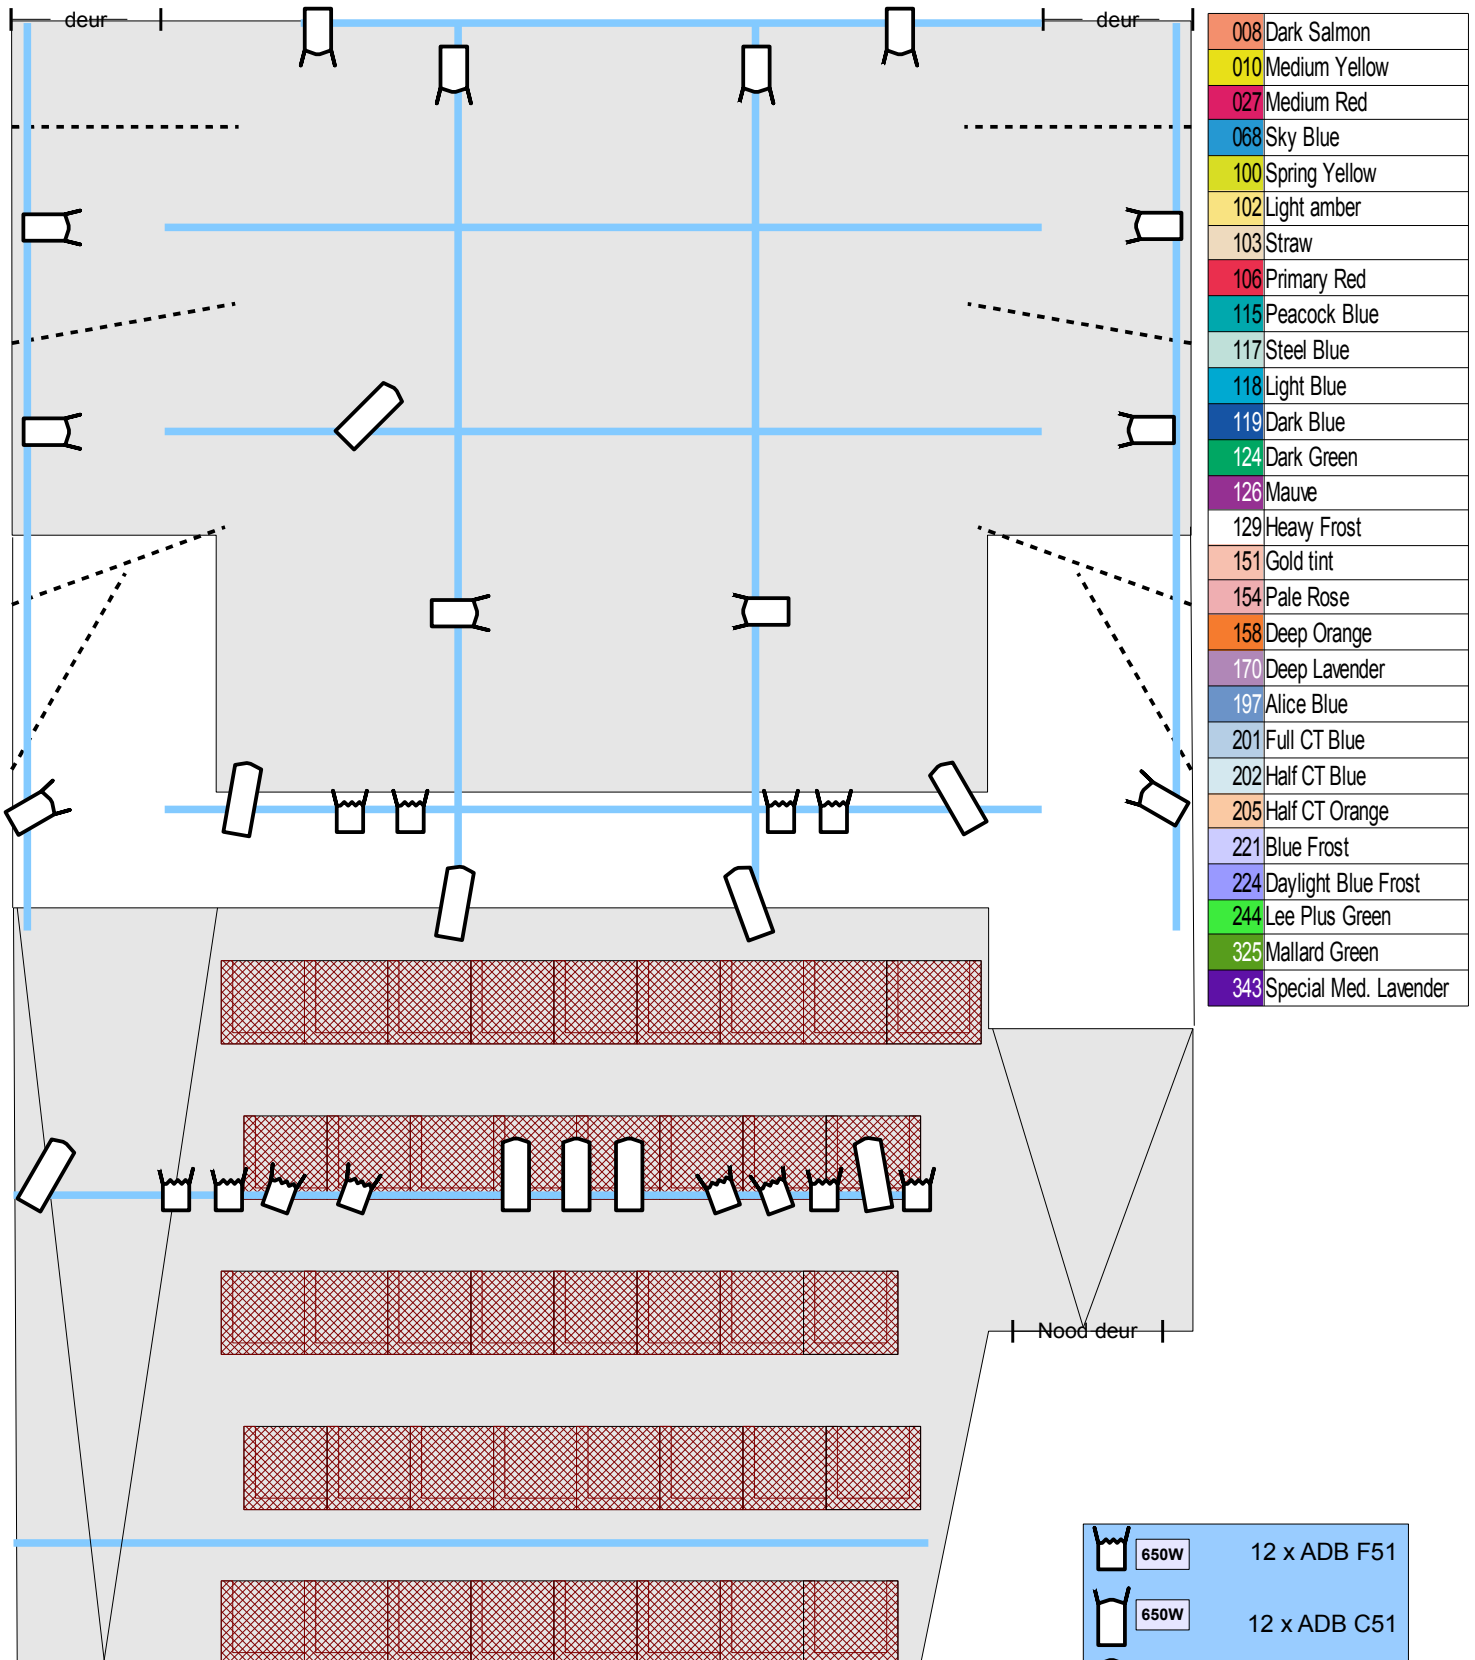 deur
deur
008 Dark Salmon
010 Medium Yellow
027 Medium Red
068 Sky Blue
100 Spring Yellow
102 Light amber
103 Straw
106 Primary Red
115 Peacock Blue
117 Steel Blue
118 Light Blue
119 Dark Blue
124 Dark Green
126 Mauve
129 Heavy Frost
151 Gold tint
154 Pale Rose
158 Deep Orange
170 Deep Lavender
197 Alice Blue
201 Full CT Blue
202 Half CT Blue
205 Half CT Orange
221 Blue Frost
224 Daylight Blue Frost
244 Lee Plus Green
325 Mallard Green
343 Special Med. Lavender
Nood deur
650W 12 x ADB F51
650W 12 x ADB C51